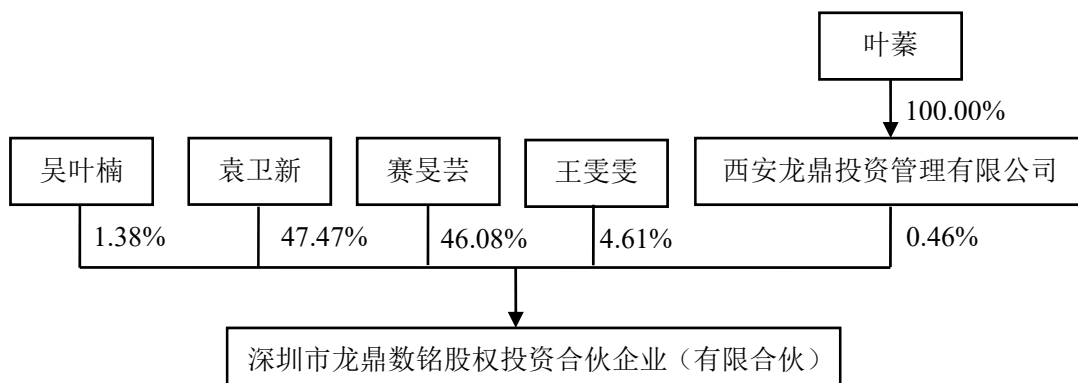 叶蓁
100.00%
吴叶楠
袁卫新
赛旻芸
王雯雯
西安龙鼎投资管理有限公司
1.38%
47.47%
46.08%
4.61%
0.46%
深圳市龙鼎数铭股权投资合伙企业（有限合伙）